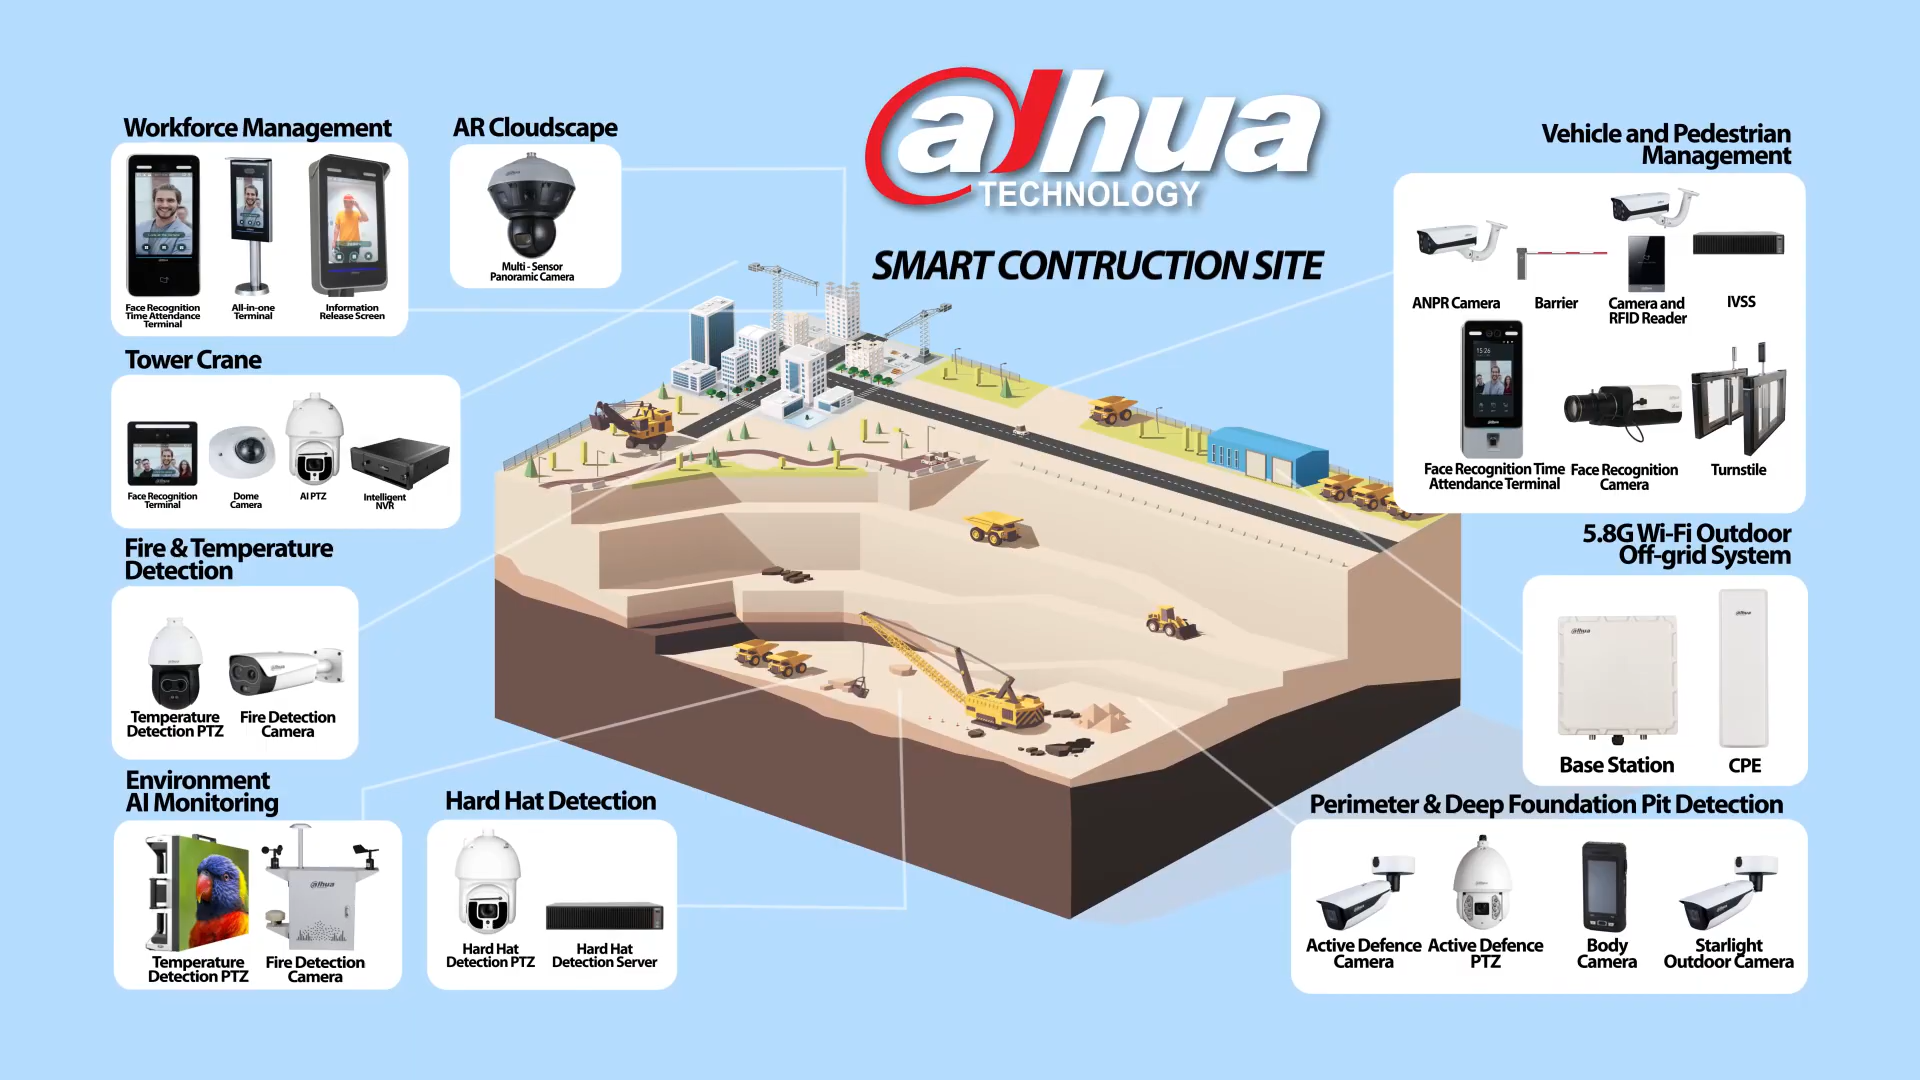 alhua
TECHNOLOGY
SMART CONTRUCTION SITE
Workforce Management
Face Recognition
Time Attendance
Terminal
All-in-one
Terminal
Information
Release Screen
AR Cloudscape
Multi - Sensor
Panoramic Camera
Tower Crane
Face Recognition
Terminal
Dome
Camera
AI PTZ
Intelligent
NVR
Fire & Temperature
Detection
Temperature
Detection PTZ
Fire Detection
Camera
Environment
AI Monitoring
alhua
Temperature
Detection PTZ
Fire Detection
Camera
Hard Hat Detection
Hard Hat
Detection PTZ
Hard Hat
Detection Server
Vehicle and Pedestrian
Management
ANPR Camera
Barrier
Camera and
RFID Reader
IVSS
15 26
Face Recognition Time
Attendance Terminal
Face Recognition
Camera
Turnstile
5.8G Wi-Fi Outdoor
Off-grid System
alhua
alhua
Base Station
CPE
Perimeter & Deep Foundation Pit Detection
Active Defence
Camera
Active Defence
PTZ
Body
Camera
Starlight
Outdoor Camera